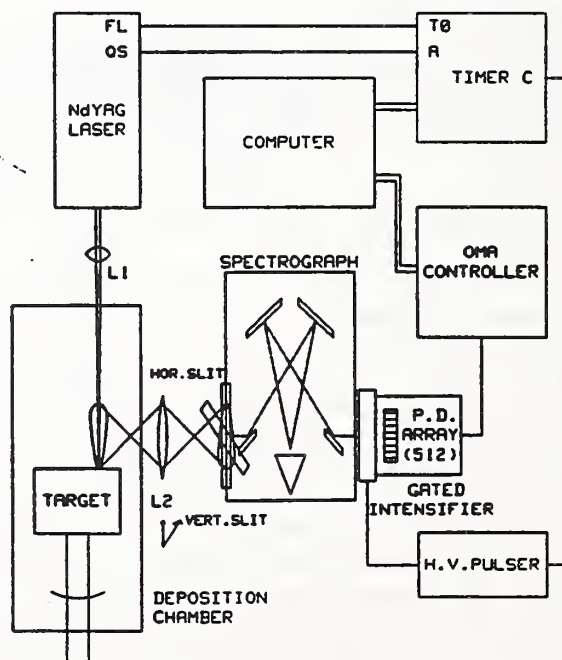 FL
QS
NdYAG
LASER
T0
A
TIMER C
COMPUTER
OMA
CONTROLLER
L1
SPECTROGRAPH
HOR.SLIT
P.D.
ARRAY
(512)
GATED
INTENSIFIER
TARGET
L2
VERT.SLIT
H.V.PULSER
DEPOSITION
CHAMBER